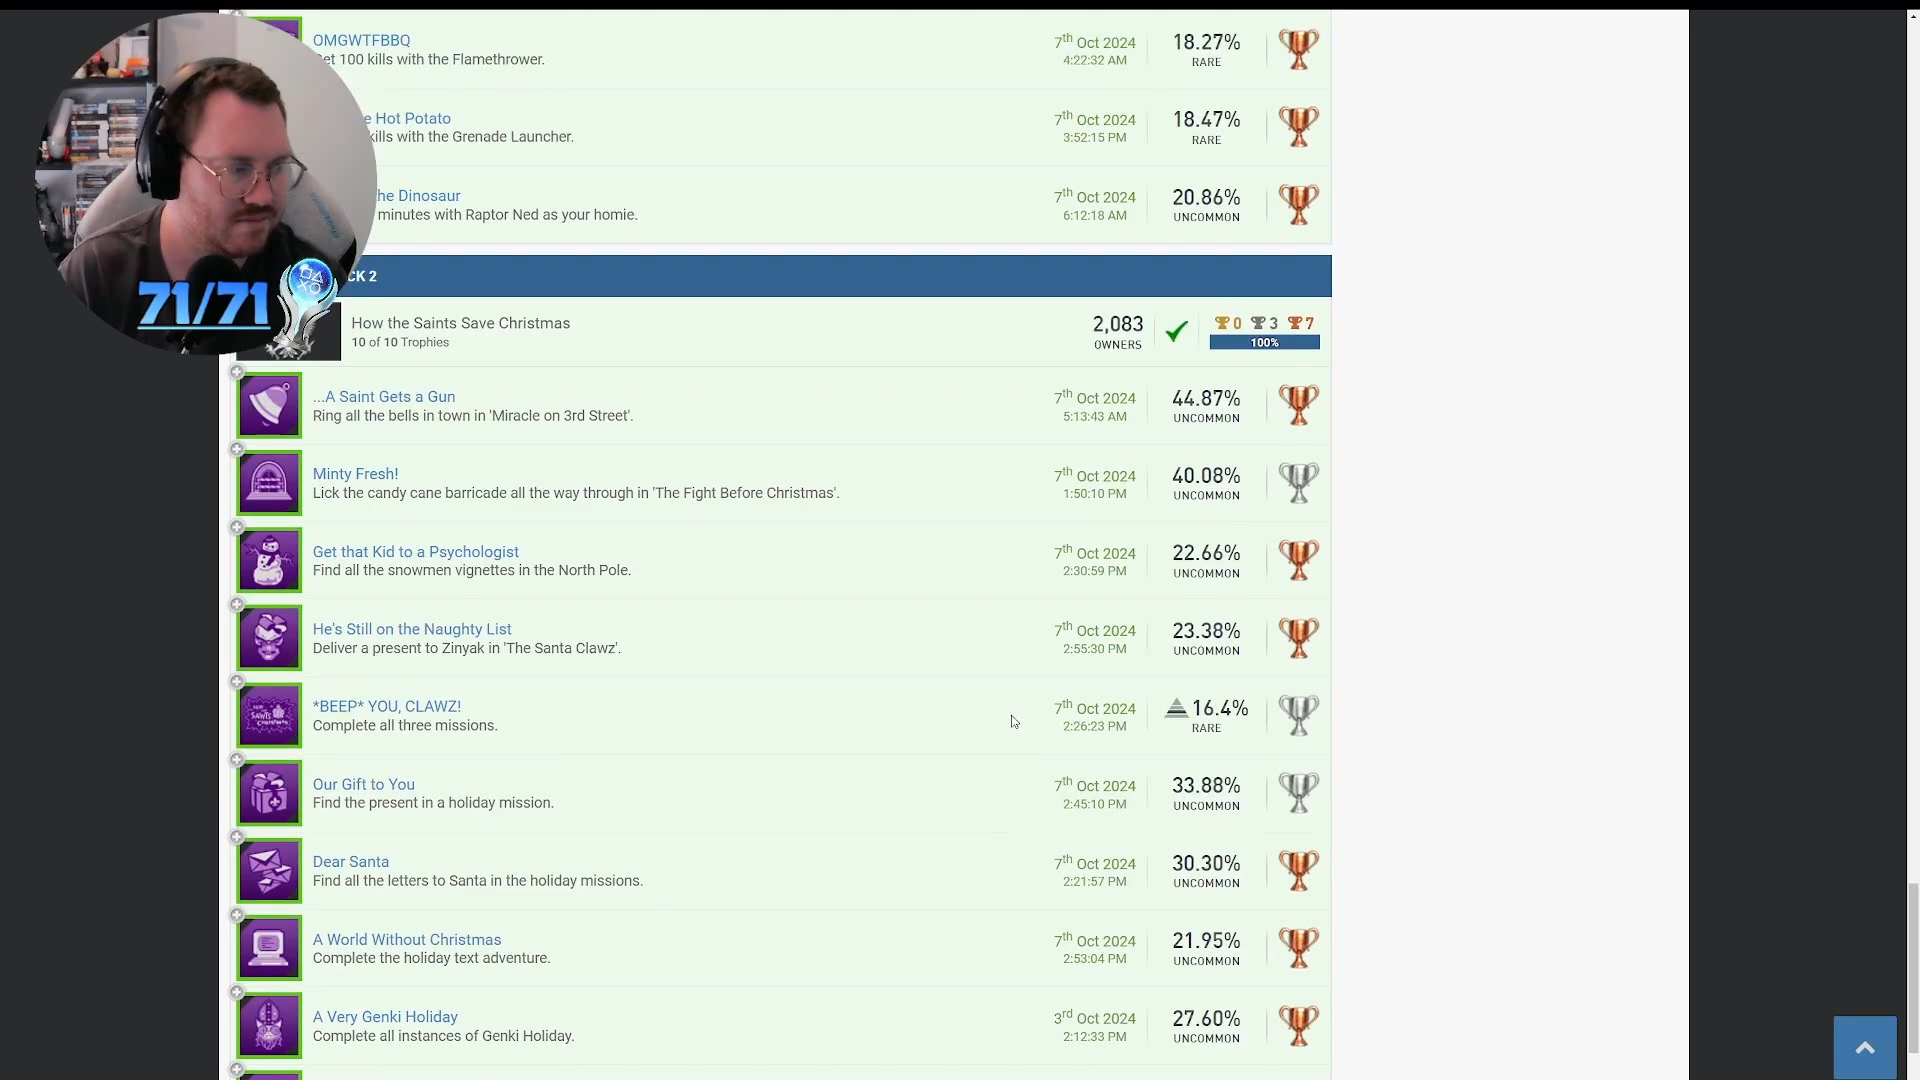 OMGWTFBBQ
et 100 kills with the Flamethrower.
7th Oct 2024
4:22:32 AM
18.27%
RARE
e Hot Potato
kills with the Grenade Launcher.
7th Oct 2024
3:52:15 PM
18.47%
RARE
he Dinosaur
minutes with Raptor Ned as your homie.
7th Oct 2024
6:12:18 AM
20.86%
UNCOMMON
71/71
CK 2
How the Saints Save Christmas
10 of 10 Trophies
2,083
OWNERS
0 3 7
100%
...A Saint Gets a Gun
Ring all the bells in town in 'Miracle on 3rd Street'.
7th Oct 2024
5:13:43 AM
44.87%
UNCOMMON
Minty Fresh!
Lick the candy cane barricade all the way through in 'The Fight Before Christmas'.
7th Oct 2024
1:50:10 PM
40.08%
UNCOMMON
Get that Kid to a Psychologist
Find all the snowmen vignettes in the North Pole.
7th Oct 2024
2:30:59 PM
22.66%
UNCOMMON
He's Still on the Naughty List
Deliver a present to Zinyak in 'The Santa Clawz'.
7th Oct 2024
2:55:30 PM
23.38%
UNCOMMON
*BEEP* YOU, CLAWZ!
Complete all three missions.
7th Oct 2024
2:26:23 PM
16.4%
RARE
Our Gift to You
Find the present in a holiday mission.
7th Oct 2024
2:45:10 PM
33.88%
UNCOMMON
Dear Santa
Find all the letters to Santa in the holiday missions.
7th Oct 2024
2:21:57 PM
30.30%
UNCOMMON
A World Without Christmas
Complete the holiday text adventure.
7th Oct 2024
2:53:04 PM
21.95%
UNCOMMON
A Very Genki Holiday
Complete all instances of Genki Holiday.
3rd Oct 2024
2:12:33 PM
27.60%
UNCOMMON